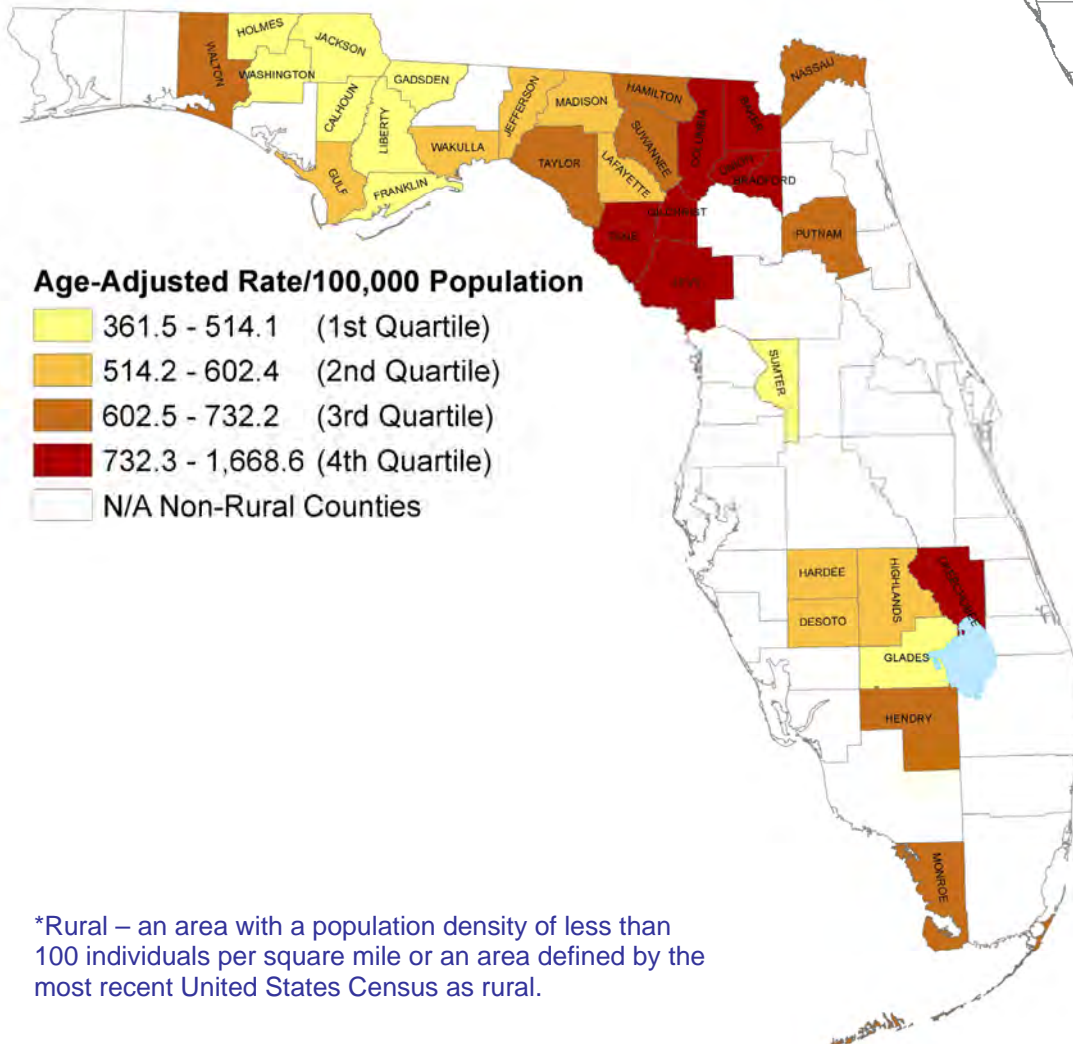 HOLMES
JACKSON
WALTON
WASHINGTON
GADSDEN
CALHOUN
LIBERTY
GULF
FRANKLIN
WAKULLA
JEFFERSON
MADISON
HAMILTON
TAYLOR
LAFAYETTE
SUWANNEE
COLUMBIA
BAKER
NASSAU
UNION
BRADFORD
GILCHRIST
DIXIE
LEVY
PUTNAM
Age-Adjusted Rate/100,000 Population
361.5 - 514.1 (1st Quartile)
514.2 - 602.4 (2nd Quartile)
602.5 - 732.2 (3rd Quartile)
732.3 - 1,668.6 (4th Quartile)
N/A Non-Rural Counties
SUMTER
HARDEE
HIGHLANDS
OKEECHOBEE
DESOTO
GLADES
HENDRY
MONROE
*Rural – an area with a population density of less than
100 individuals per square mile or an area defined by the
most recent United States Census as rural.